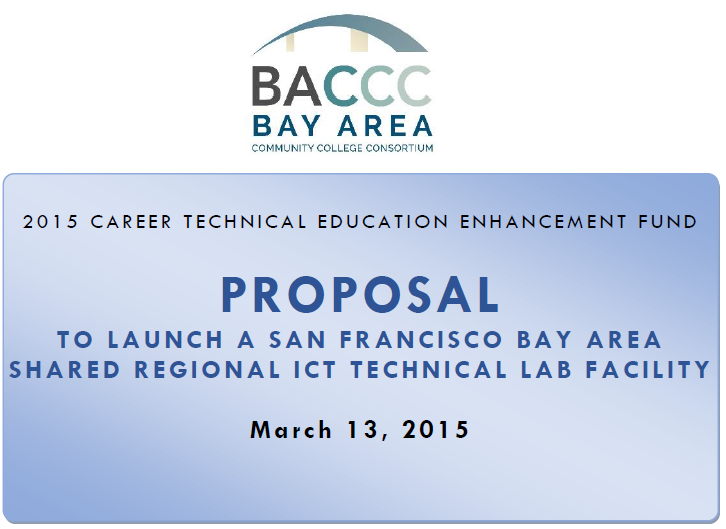 BACCC
BAY AREA
COMMUNITY COLLEGE CONSORTIUM
2015 CAREER TECHNICAL EDUCATION ENHANCEMENT FUND
PROPOSAL
TO LAUNCH A SAN FRANCISCO BAY AREA
SHARED REGIONAL ICT TECHNICAL LAB FACILITY
March 13, 2015